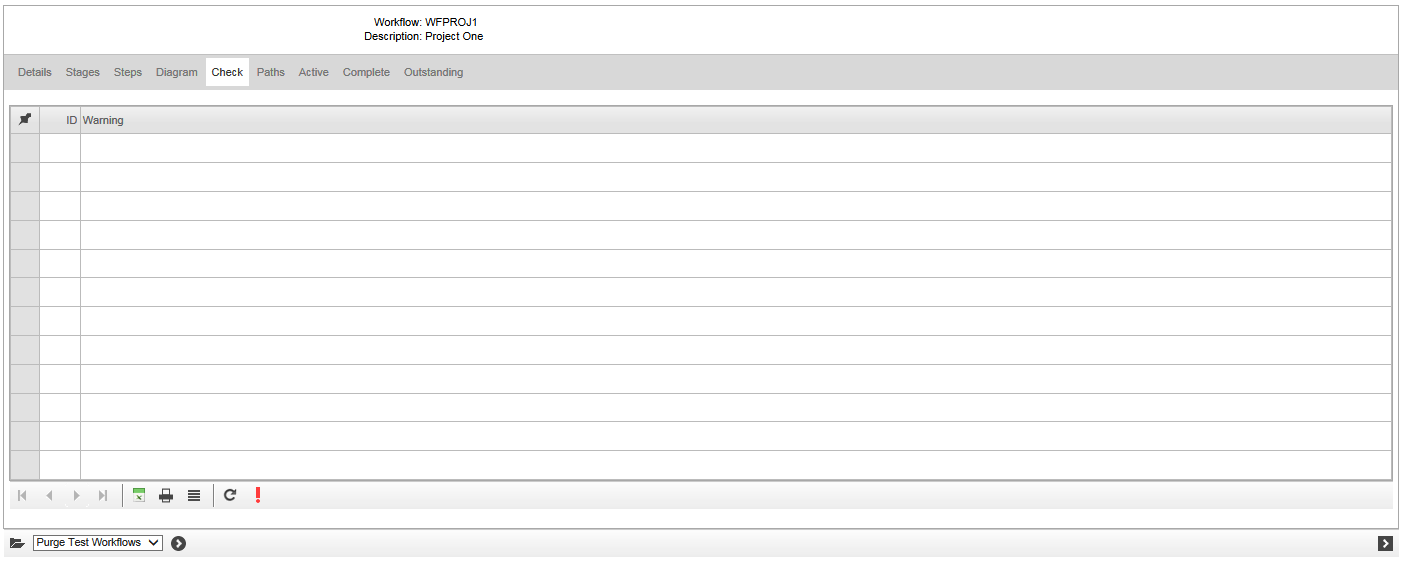 Workflow: WFPROJ1
Description: Project One
Details Stages Steps Diagram Check Paths Active Complete Outstanding
ID Warning
Purge Test Workflows